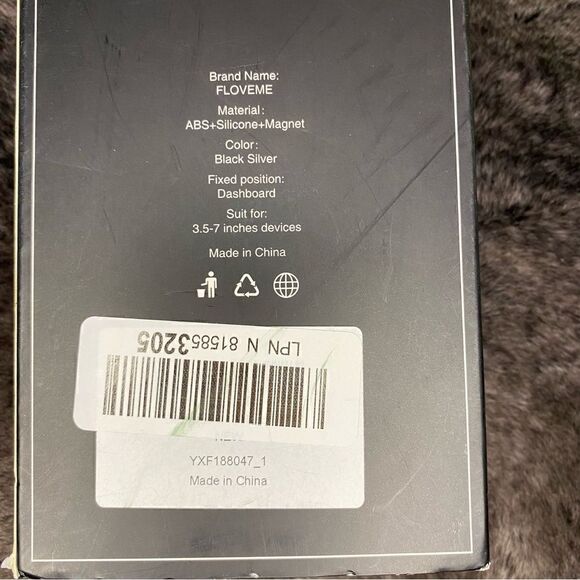 Brand Name:
FLOVEME
Material:
ABS+Silicone+Magnet
Color:
Black Silver
Fixed position:
Dashboard
Suit for:
3.5-7 inches devices
Made in China
LPN N 815853205
YXF188047_1
Made in China